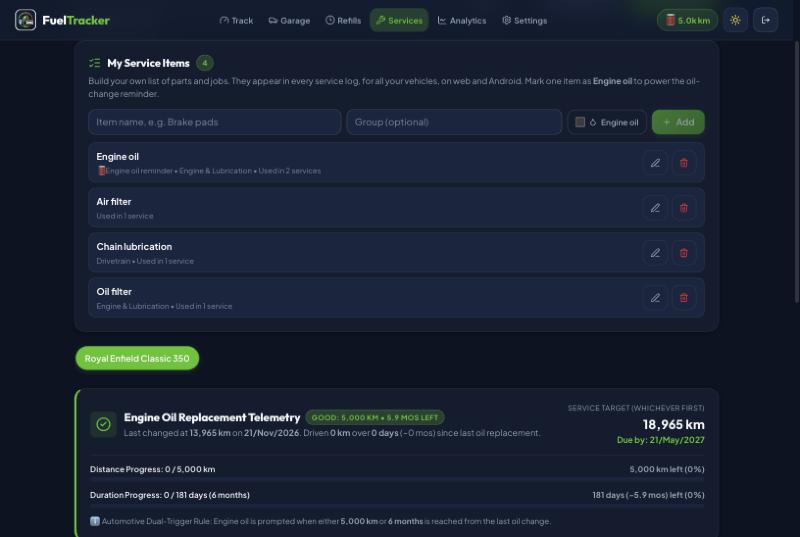 FuelTracker
Track
Garage
Refills
Services
Analytics
Settings
5.0k km
My Service Items 4
Build your own list of parts and jobs. They appear in every service log, for all your vehicles, on web and Android. Mark one item as Engine oil to power the oil-
change reminder.
Item name, e.g. Brake pads
Group (optional)
Engine oil
+ Add
Engine oil
Engine oil reminder • Engine & Lubrication • Used in 2 services
Air filter
Used in 1 service
Chain lubrication
Drivetrain • Used in 1 service
Oil filter
Engine & Lubrication • Used in 1 service
Royal Enfield Classic 350
Engine Oil Replacement Telemetry
GOOD: 5,000 KM • 5.9 MOS LEFT
Last changed at 13,965 km on 21/Nov/2026. Driven 0 km over 0 days (~0 mos) since last oil replacement.
SERVICE TARGET (WHICHEVER FIRST)
18,965 km
Due by: 21/May/2027
Distance Progress: 0 / 5,000 km
5,000 km left (0%)
Duration Progress: 0 / 181 days (6 months)
181 days (~5.9 mos) left (0%)
Automotive Dual-Trigger Rule: Engine oil is prompted when either 5,000 km or 6 months is reached from the last oil change.